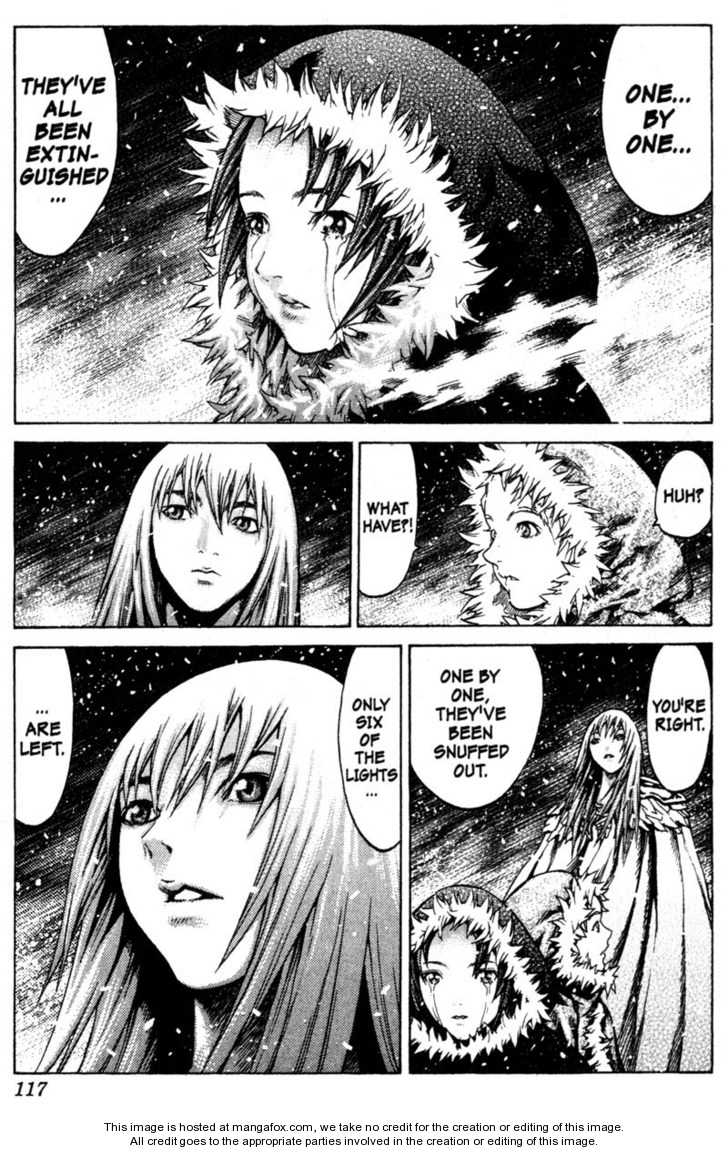 ONE...
BY
ONE...
THEY'VE
ALL
BEEN
EXTIN-
GUISHED
...
HUH?
WHAT
HAVE?!
YOU'RE
RIGHT.
ONE BY
ONE,
THEY'VE
BEEN
SNUFFED
OUT.
ONLY
SIX
OF
THE
LIGHTS
...
...
ARE
LEFT.
117
This image is hosted at mangafox.com, we take no credit for the creation or editing of this image.
All credit goes to the appropriate parties involved in the creation or editing of this image.